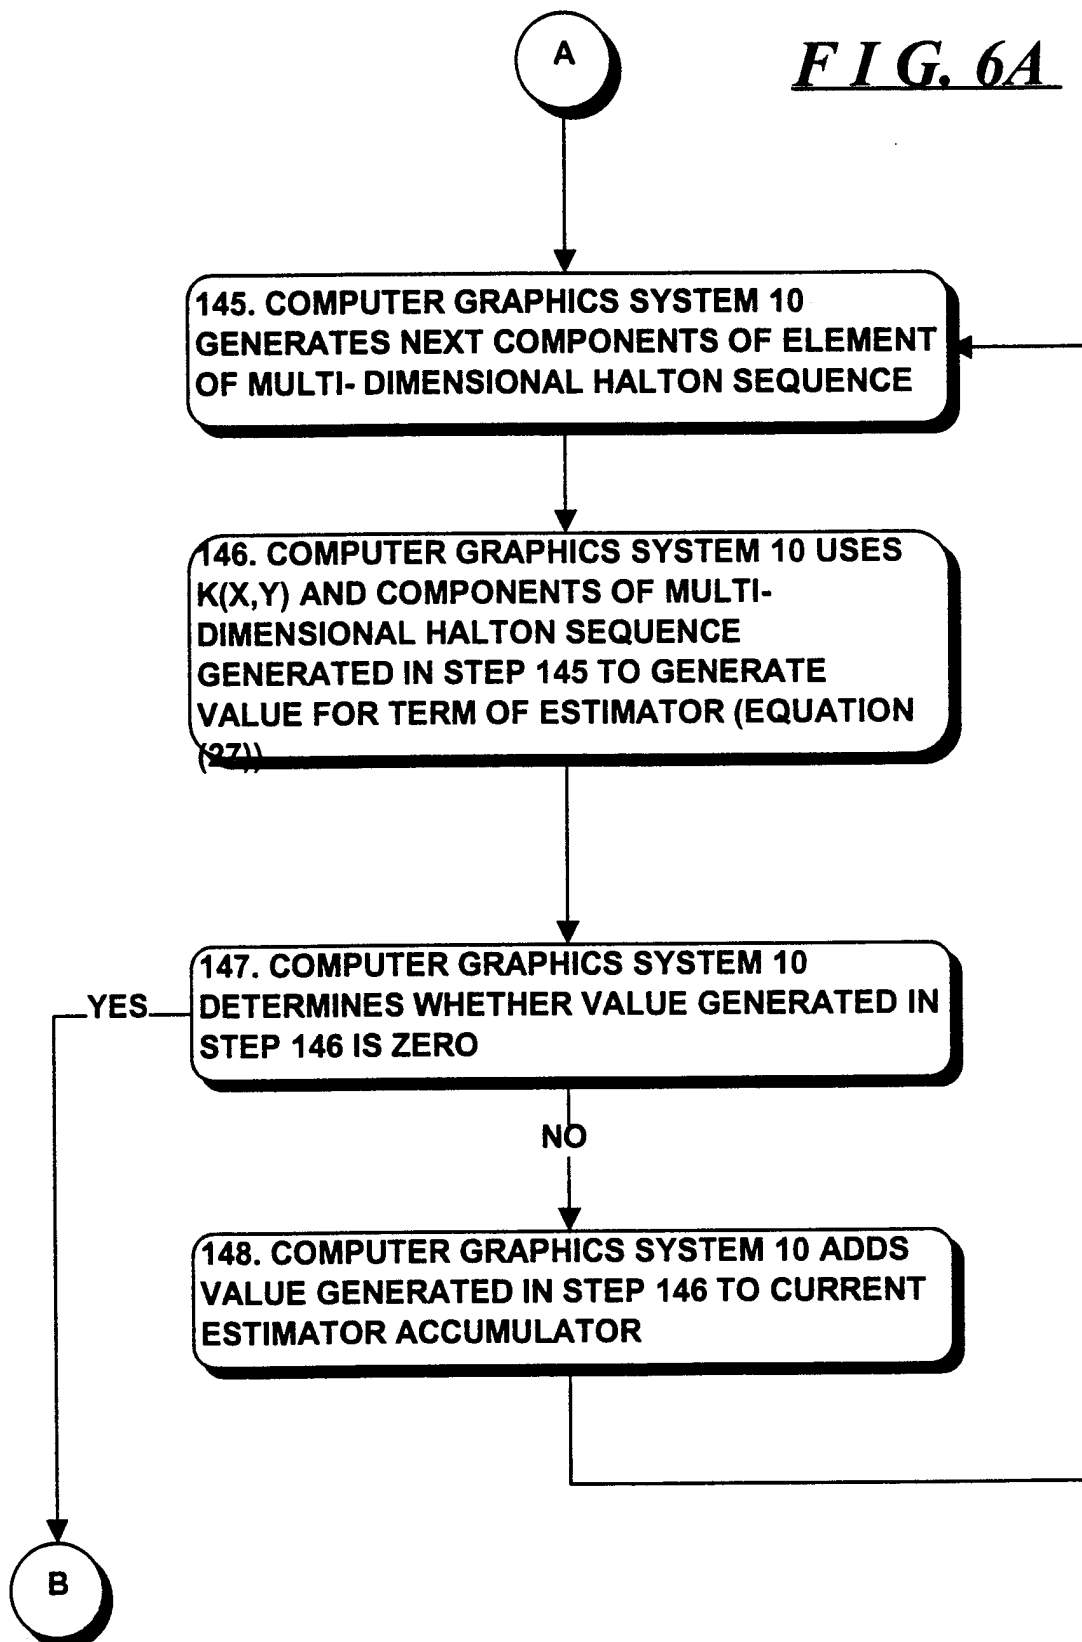 A
F I G. 6A
145. COMPUTER GRAPHICS SYSTEM 10
GENERATES NEXT COMPONENTS OF ELEMENT
OF MULTI- DIMENSIONAL HALTON SEQUENCE
146. COMPUTER GRAPHICS SYSTEM 10 USES
K(X,Y) AND COMPONENTS OF MULTI-
DIMENSIONAL HALTON SEQUENCE
GENERATED IN STEP 145 TO GENERATE
VALUE FOR TERM OF ESTIMATOR (EQUATION
(27))
147. COMPUTER GRAPHICS SYSTEM 10
DETERMINES WHETHER VALUE GENERATED IN
STEP 146 IS ZERO
YES
NO
148. COMPUTER GRAPHICS SYSTEM 10 ADDS
VALUE GENERATED IN STEP 146 TO CURRENT
ESTIMATOR ACCUMULATOR
B